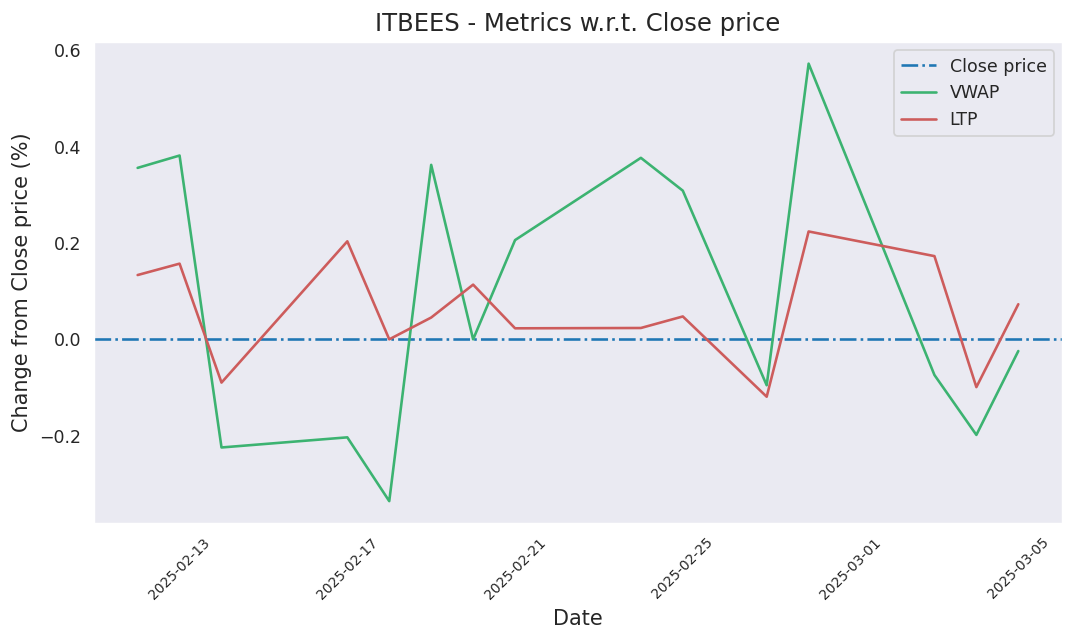 ITBEES - Metrics w.r.t. Close price
Close price
VWAP
LTP
Change from Close price (%)
0.6
0.4
0.2
0.0
−0.2
2025-02-13
2025-02-17
2025-02-21
2025-02-25
2025-03-01
2025-03-05
Date